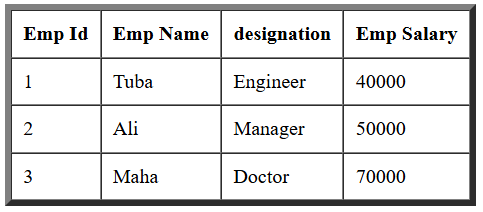 Emp Id Emp Name designation Emp Salary
1 Tuba Engineer 40000
2 Ali Manager 50000
3 Maha Doctor 70000